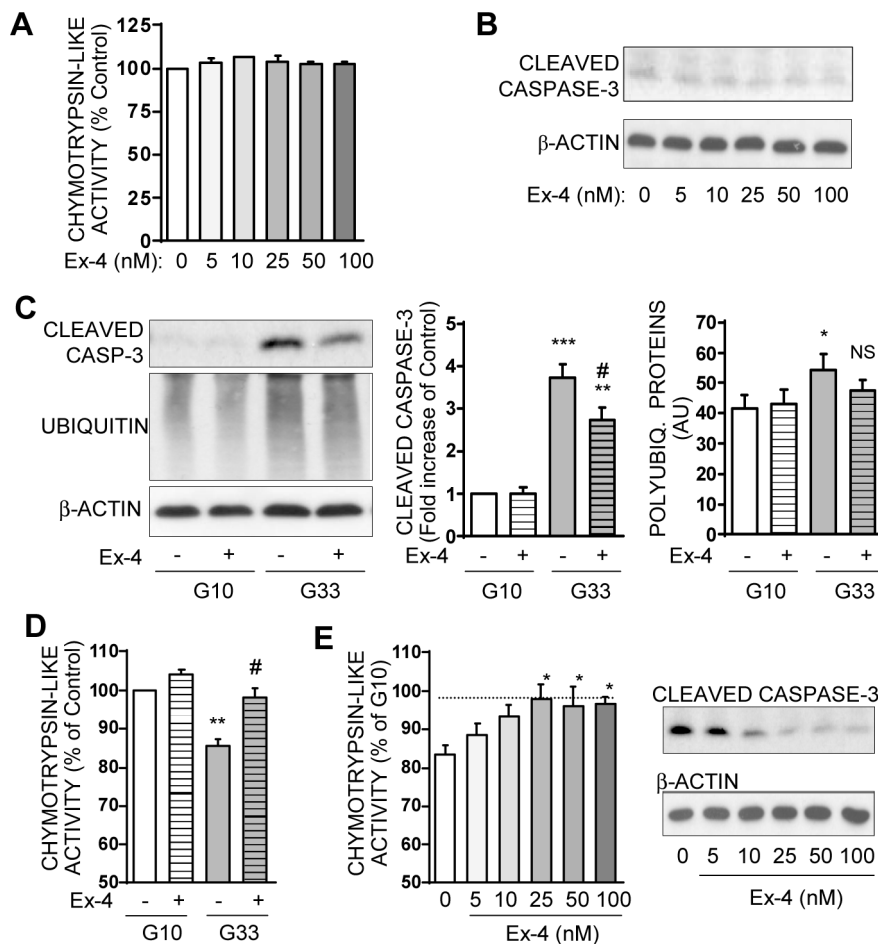 A
CHYMOTRYPSIN-LIKE
ACTIVITY (% Control)
125
100
75
50
25
0
Ex-4 (nM): 0 5 10 25 50 100
B
CLEAVED
CASPASE-3
β-ACTIN
Ex-4 (nM): 0 5 10 25 50 100
C
CLEAVED
CASP-3
UBIQUITIN
β-ACTIN
Ex-4 - + - +
G10 G33
CLEAVED CASPASE-3
(Fold increase of Control)
5
4
3
2
1
0
***
#
**
Ex-4 - + - +
G10 G33
POLYUBIQ. PROTEINS
(AU)
70
60
50
40
30
20
10
0
*
NS
Ex-4 - + - +
G10 G33
D
CHYMOTRYPSIN-LIKE
ACTIVITY (% of Control)
110
100
90
80
70
60
50
**
#
Ex-4 - + - +
G10 G33
E
CHYMOTRYPSIN-LIKE
ACTIVITY (% of G10)
110
100
90
80
70
60
50
* * *
0 5 10 25 50 100
Ex-4 (nM)
CLEAVED CASPASE-3
β-ACTIN
0 5 10 25 50 100
Ex-4 (nM)